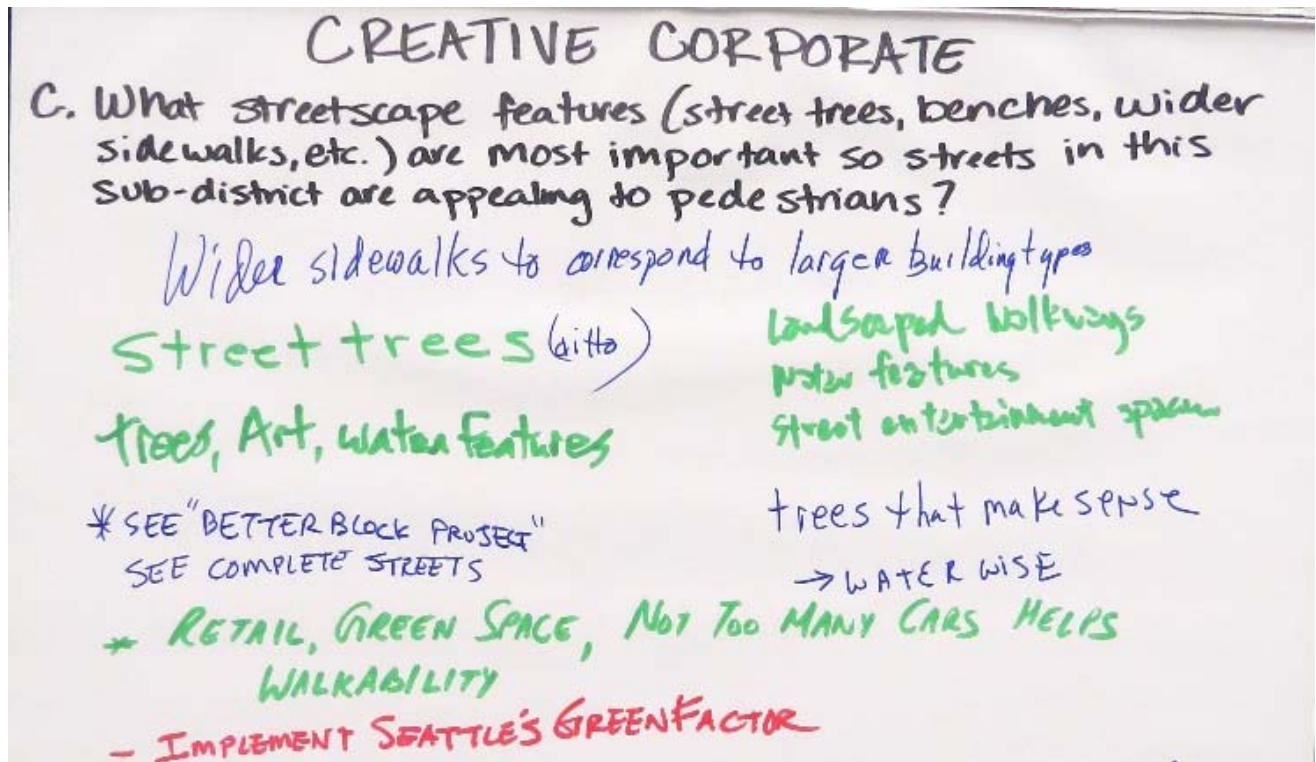 CREATIVE CORPORATE
C. What streetscape features (street trees, benches, wider
sidewalks, etc.) are most important so streets in this
sub-district are appealing to pedestrians?
Wider sidewalks to correspond to larger building types
Street trees (ditto)
trees, Art, water features
Landscaped walkways
water features
street entertainment spaces
* SEE "BETTER BLOCK PROJECT"
SEE COMPLETE STREETS
trees that make sense
→ WATER WISE
* RETAIL, GREEN SPACE, NOT TOO MANY CARS HELPS
WALKABILITY
- IMPLEMENT SEATTLE'S GREEN FACTOR